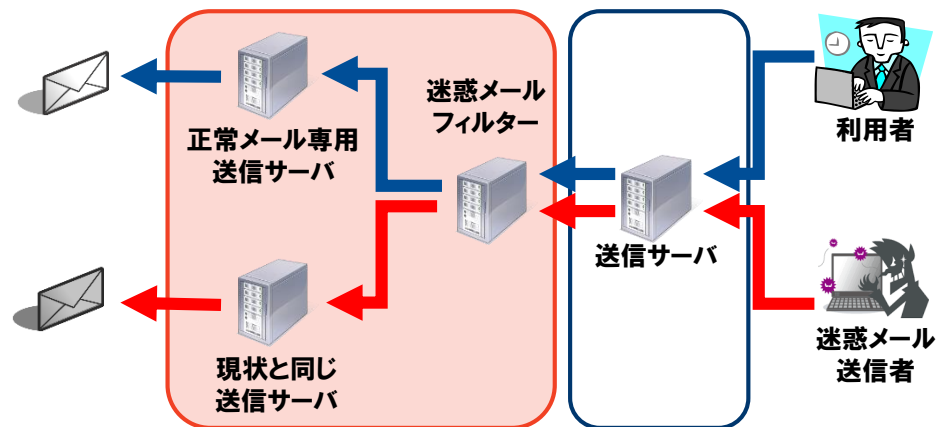 迷惑メール
フィルター
正常メール専用
送信サーバ
利用者
送信サーバ
現状と同じ
送信サーバ
迷惑メール
送信者